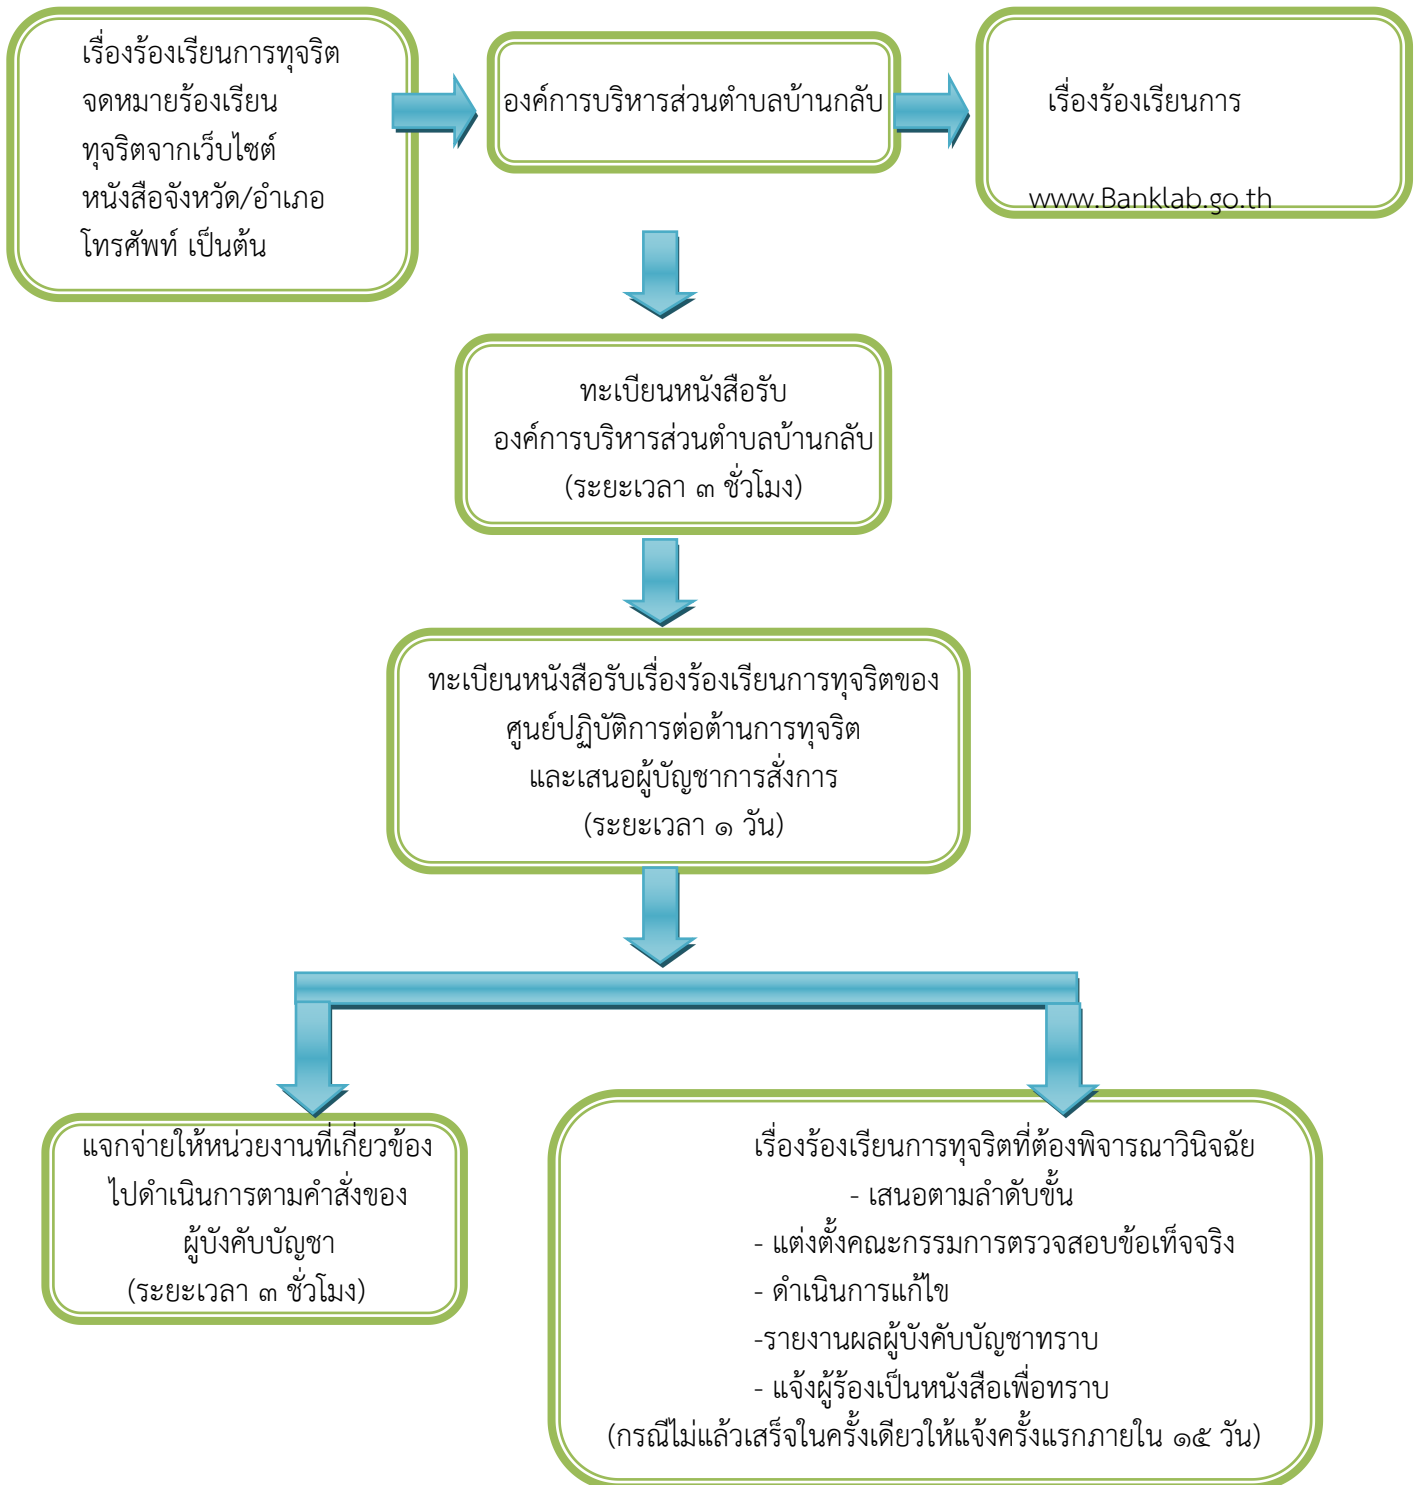 เรื่องร้องเรียนการทุจริต
จดหมายร้องเรียน
ทุจริตจากเว็บไซต์
หนังสือจังหวัด/อำเภอ
โทรศัพท์ เป็นต้น
องค์การบริหารส่วนตำบลบ้านกลับ
เรื่องร้องเรียนการ
www.Banklab.go.th
ทะเบียนหนังสือรับ
องค์การบริหารส่วนตำบลบ้านกลับ
(ระยะเวลา ๓ ชั่วโมง)
ทะเบียนหนังสือรับเรื่องร้องเรียนการทุจริตของ
ศูนย์ปฏิบัติการต่อต้านการทุจริต
และเสนอผู้บัญชาการสั่งการ
(ระยะเวลา ๑ วัน)
แจกจ่ายให้หน่วยงานที่เกี่ยวข้อง
ไปดำเนินการตามคำสั่งของ
ผู้บังคับบัญชา
(ระยะเวลา ๓ ชั่วโมง)
เรื่องร้องเรียนการทุจริตที่ต้องพิจารณาวินิจฉัย
- เสนอตามลำดับขั้น
- แต่งตั้งคณะกรรมการตรวจสอบข้อเท็จจริง
- ดำเนินการแก้ไข
-รายงานผลผู้บังคับบัญชาทราบ
- แจ้งผู้ร้องเป็นหนังสือเพื่อทราบ
(กรณีไม่แล้วเสร็จในครั้งเดียวให้แจ้งครั้งแรกภายใน ๑๕ วัน)